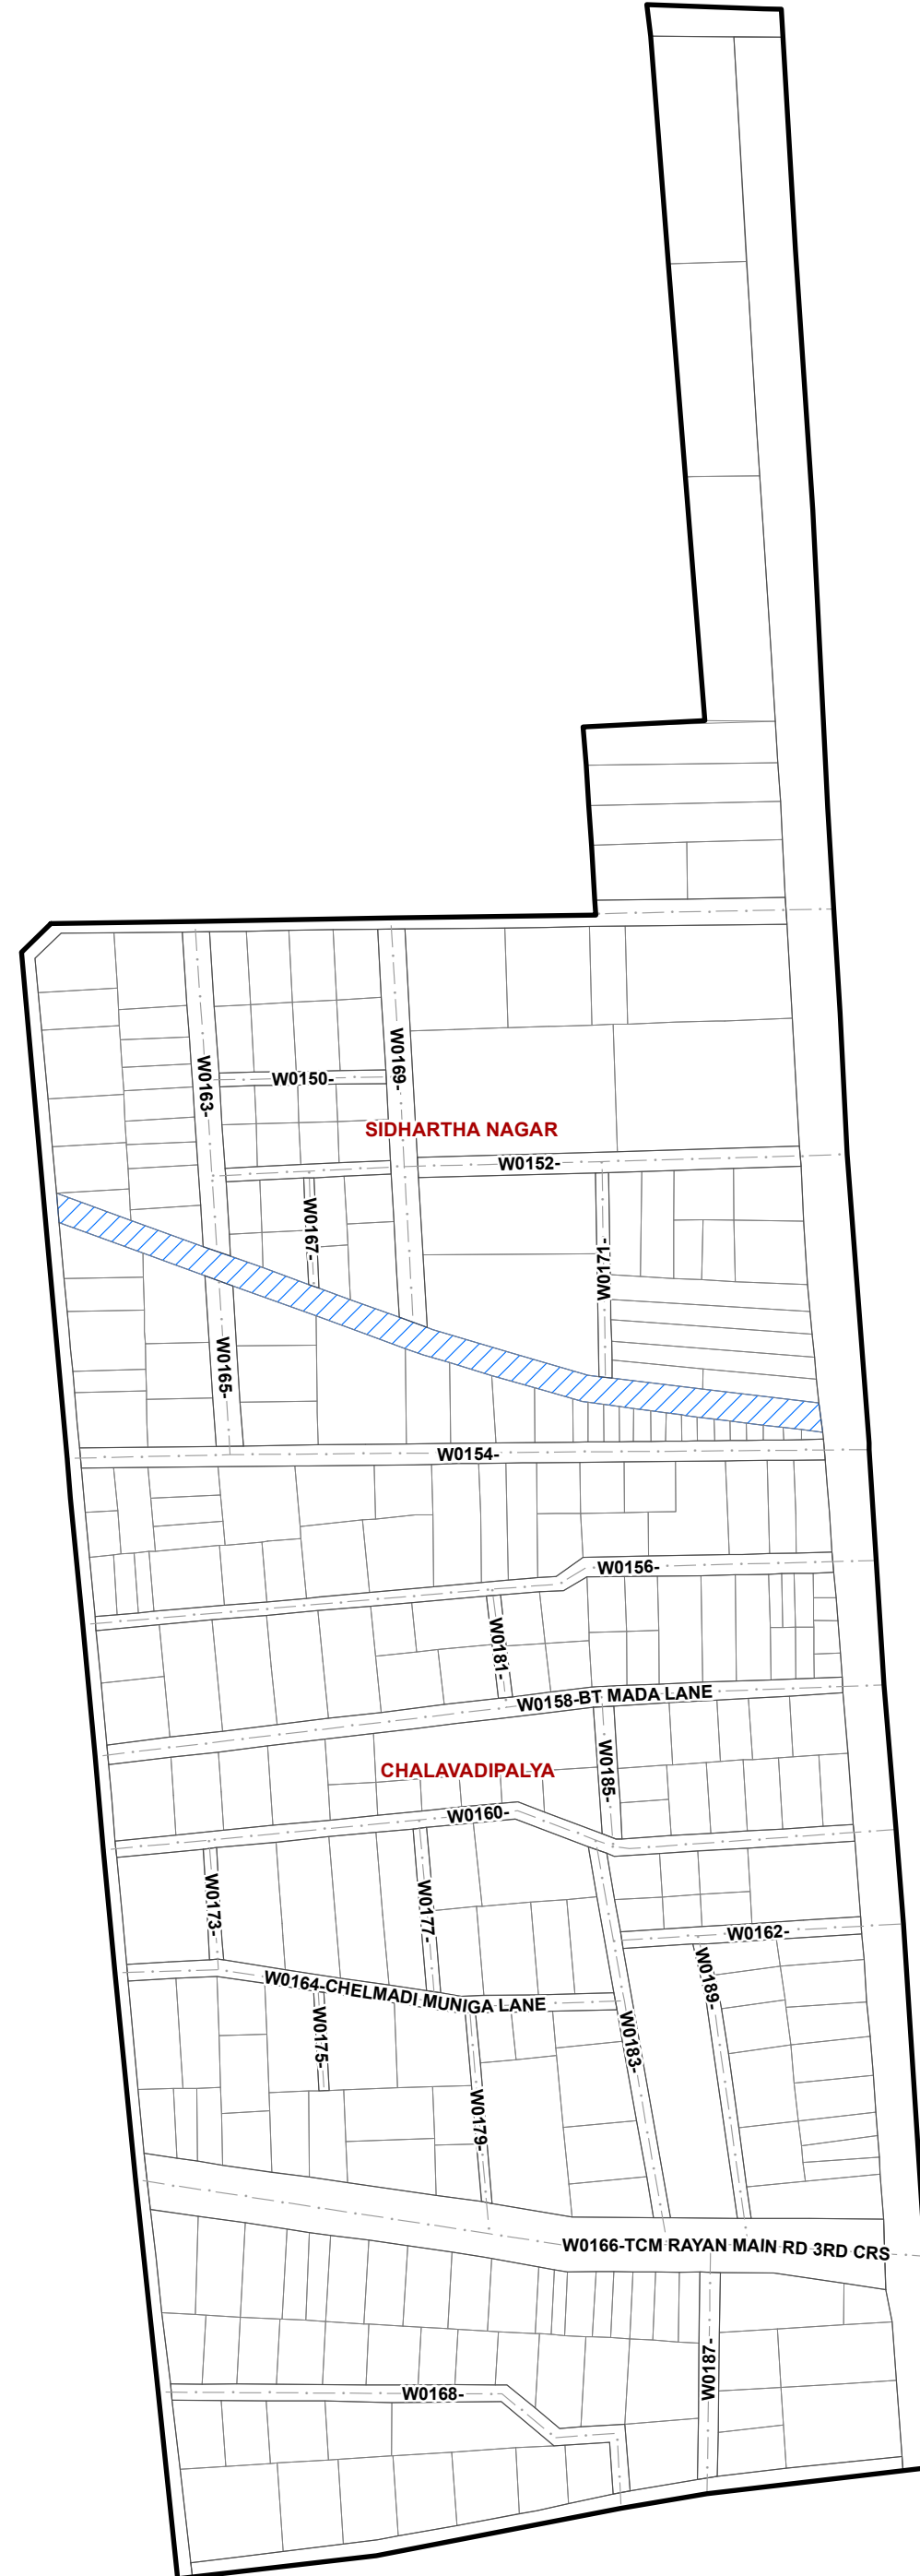 W0163-
W0169-
W0150-
SIDHARTHA NAGAR
W0152-
W0167-
W0171-
W0165-
W0154-
W0156-
W0181-
W0158-BT MADA LANE
CHALAVADIPALYA
W0185-
W0160-
W0173-
W0177-
W0162-
W0164-CHELMADI MUNIGA LANE
W0189-
W0175-
W0183-
W0179-
W0166-TCM RAYAN MAIN RD 3RD CRS
W0187-
W0168-